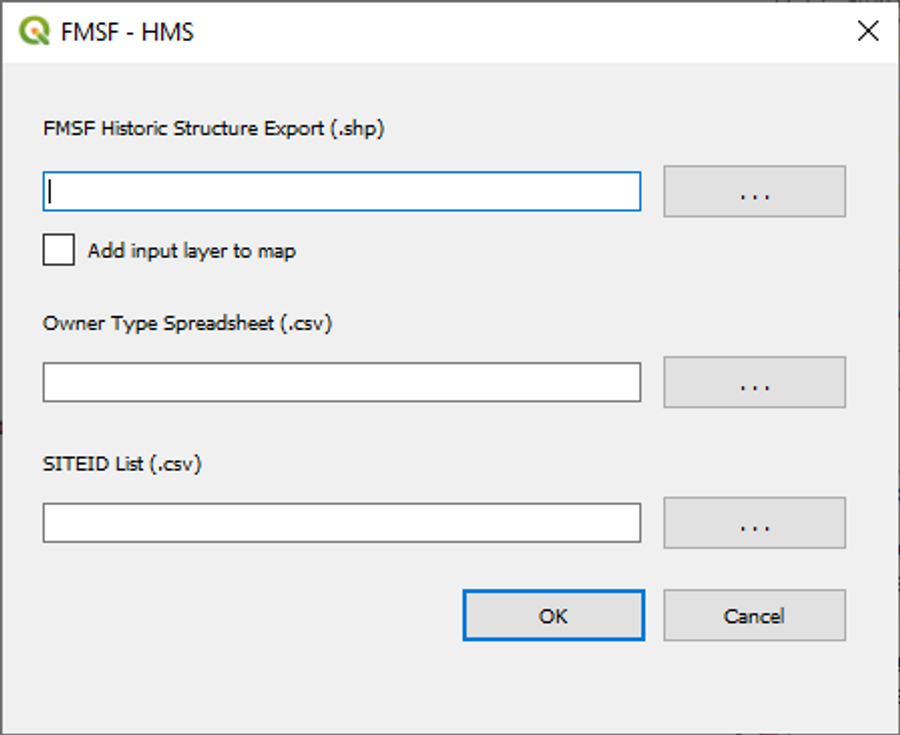 FMSF - HMS
FMSF Historic Structure Export (.shp)
...
Add input layer to map
Owner Type Spreadsheet (.csv)
...
SITEID List (.csv)
...
OK Cancel